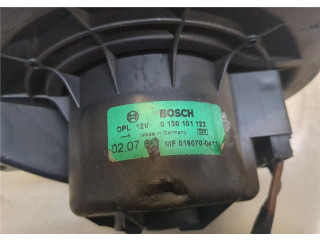 BOSCH
DPL 12V 0 130 101 122
Made in Germany
02.07 MF 016070-0411